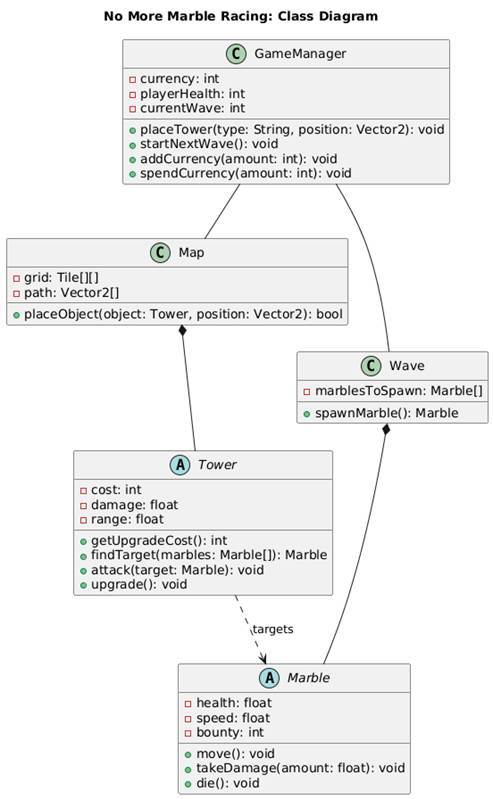 No More Marble Racing: Class Diagram
C GameManager
currency: int
playerHealth: int
currentWave: int
placeTower(type: String, position: Vector2): void
startNextWave(): void
addCurrency(amount: int): void
spendCurrency(amount: int): void
C Map
grid: Tile[][]
path: Vector2[]
placeObject(object: Tower, position: Vector2): bool
C Wave
marblesToSpawn: Marble[]
spawnMarble(): Marble
A Tower
cost: int
damage: float
range: float
getUpgradeCost(): int
findTarget(marbles: Marble[]): Marble
attack(target: Marble): void
upgrade(): void
targets
A Marble
health: float
speed: float
bounty: int
move(): void
takeDamage(amount: float): void
die(): void